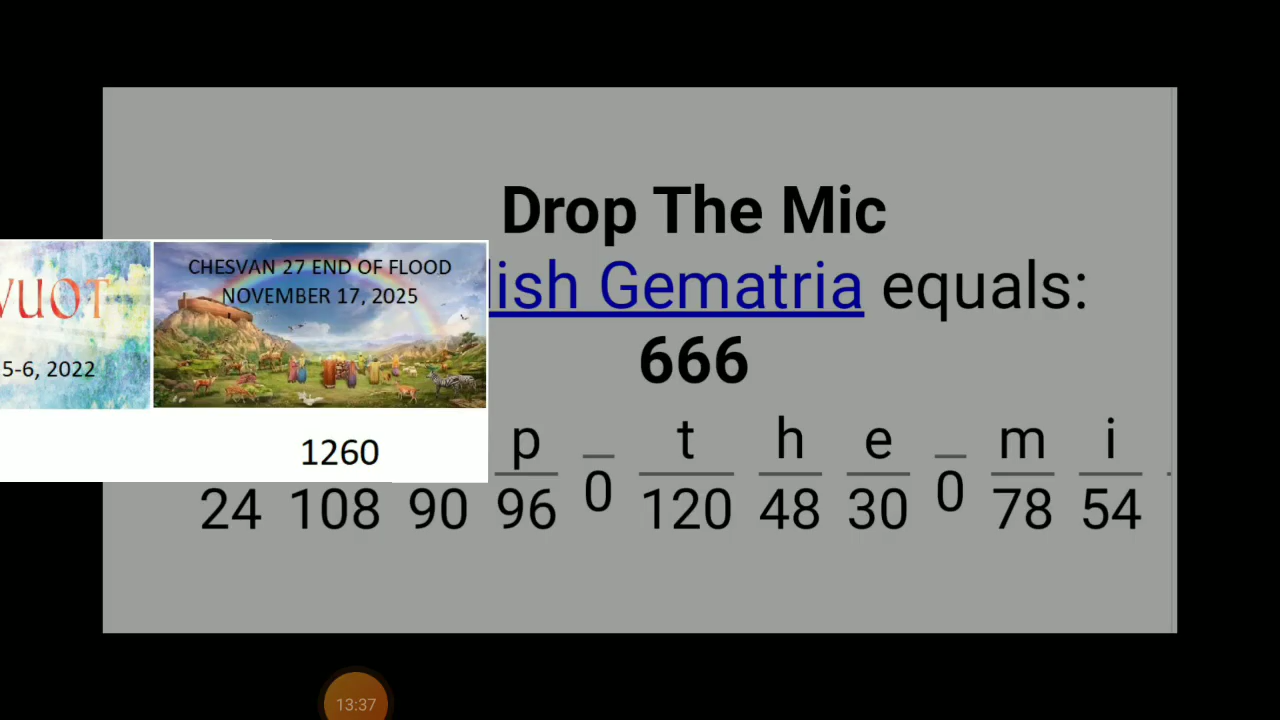 Drop The Mic
lish Gematria equals:
666
p _ t h e _ m i
24 108 90 96 0 120 48 30 0 78 54
VUOT
5-6, 2022
CHESVAN 27 END OF FLOOD
NOVEMBER 17, 2025
1260
13:37